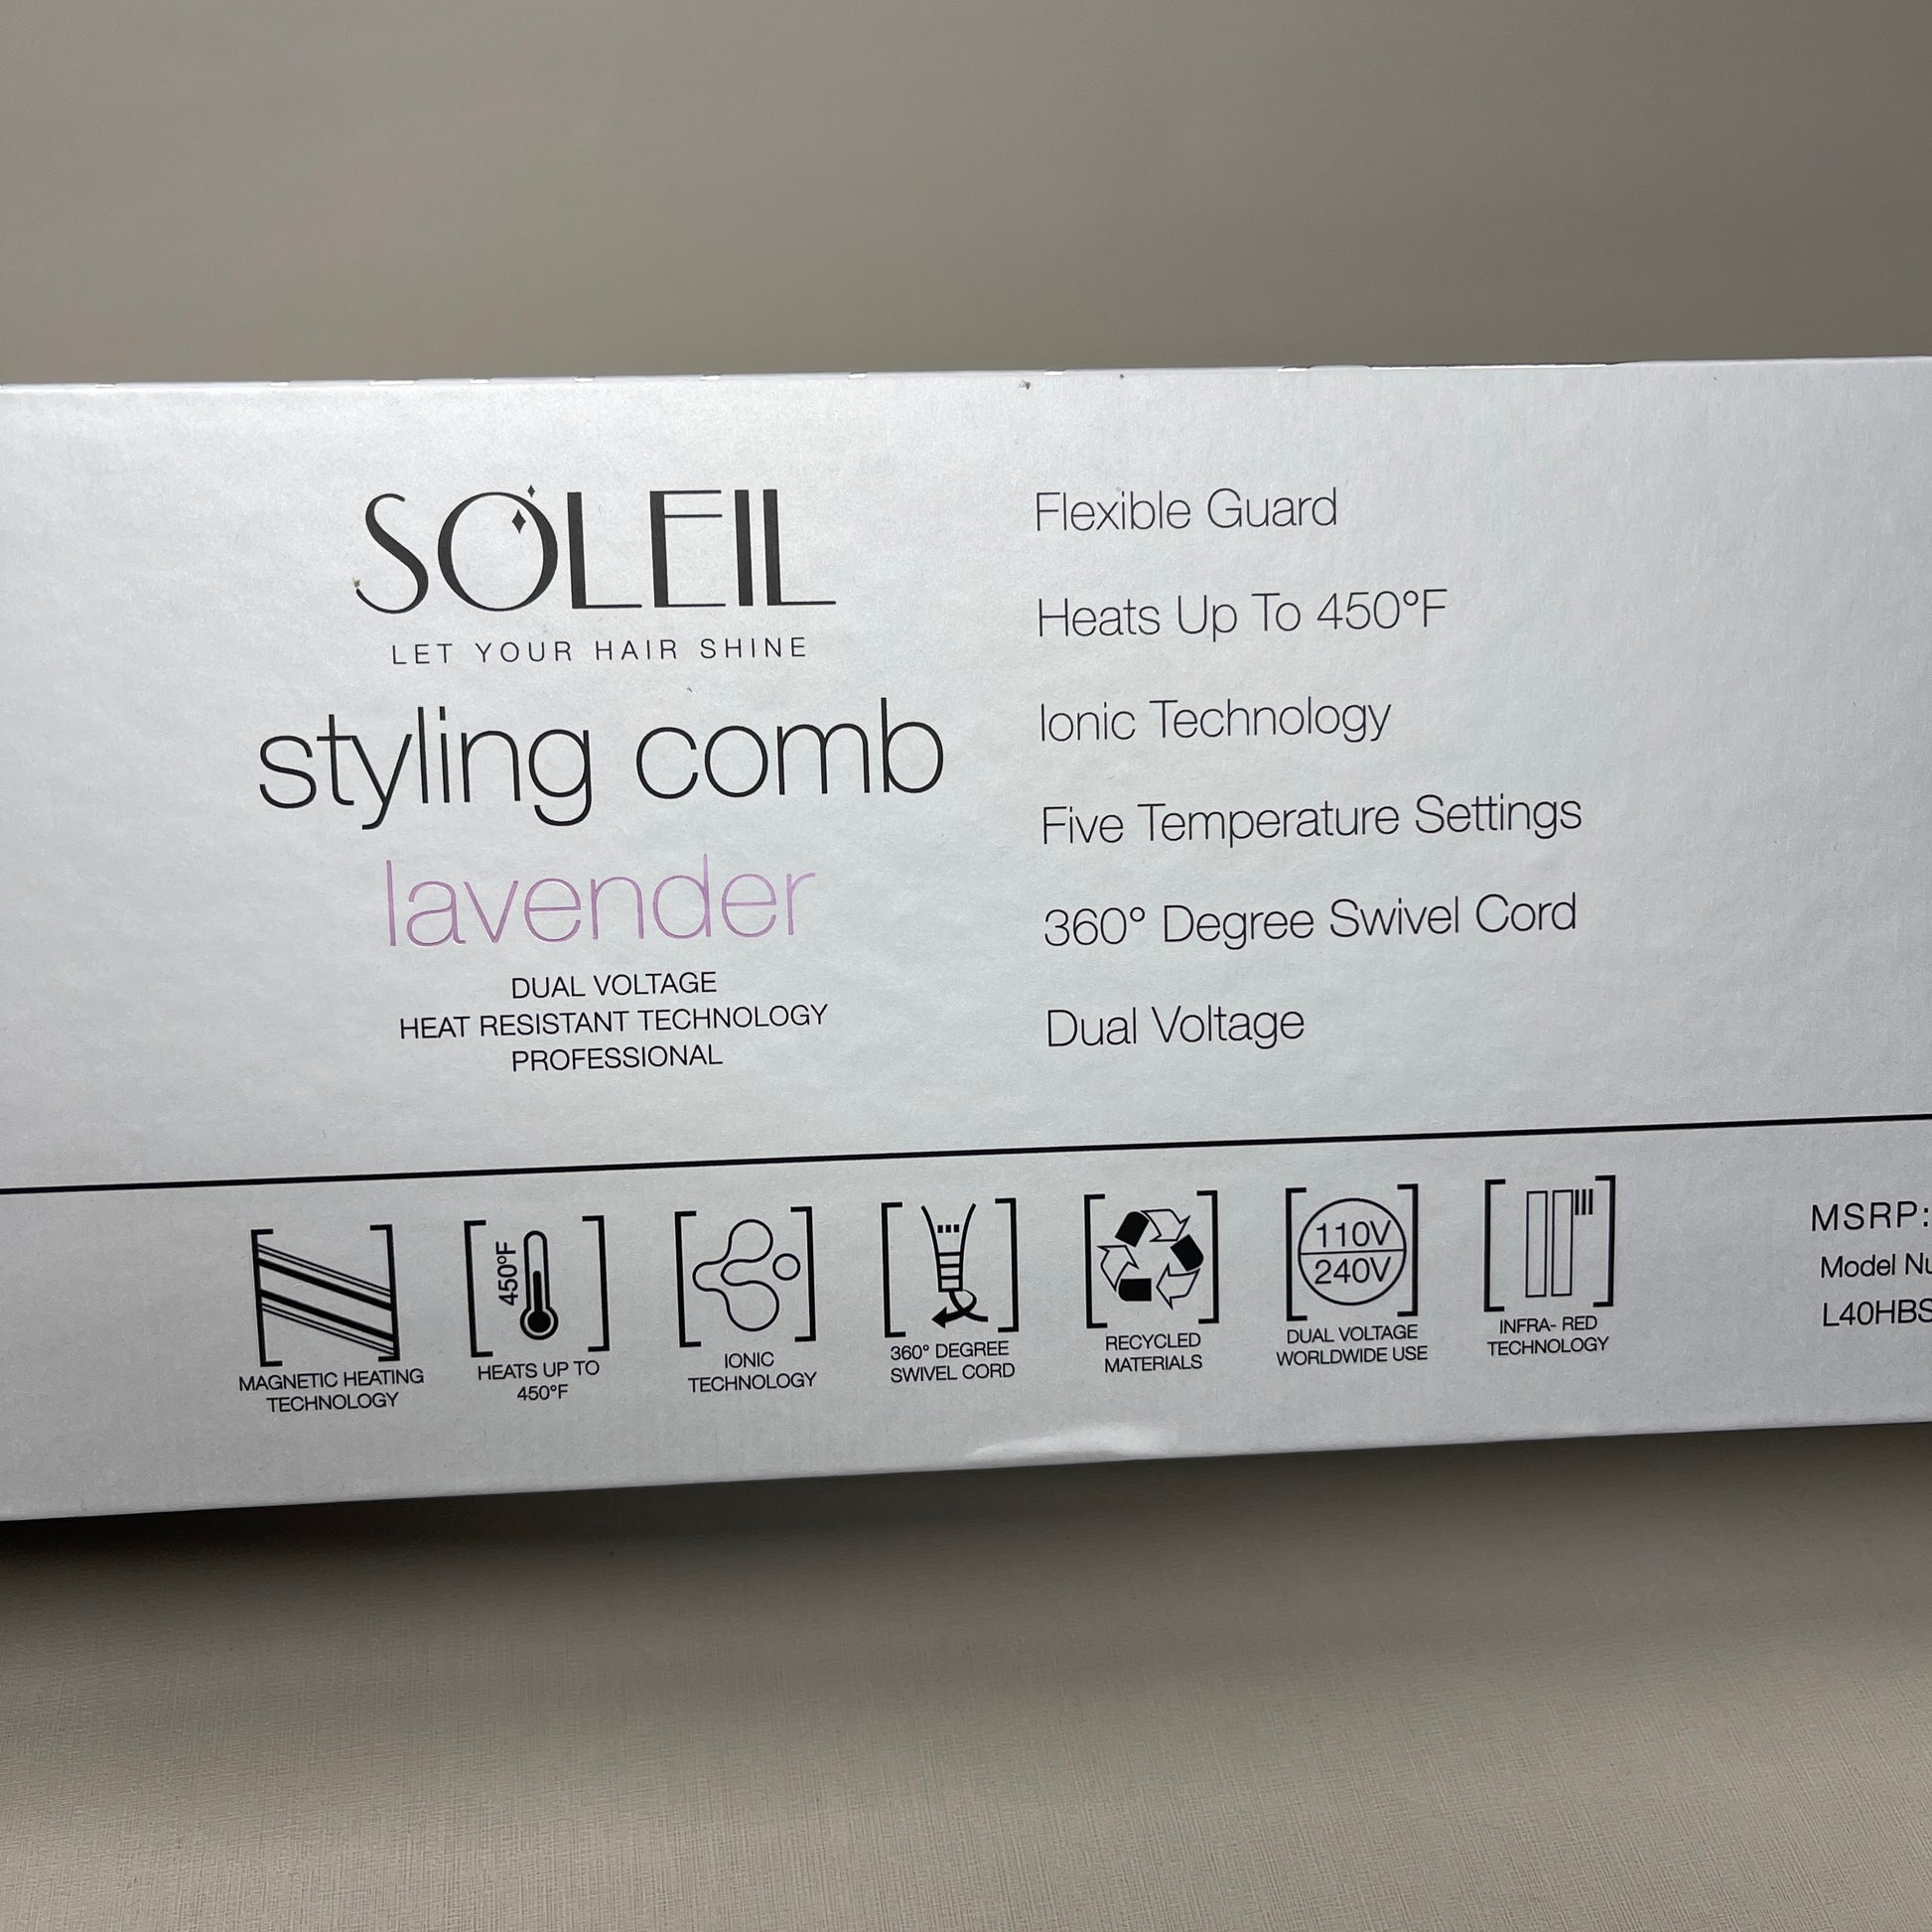 SOLEIL
LET YOUR HAIR SHINE
styling comb
lavender
DUAL VOLTAGE
HEAT RESISTANT TECHNOLOGY
PROFESSIONAL
Flexible Guard
Heats Up To 450°F
Ionic Technology
Five Temperature Settings
360° Degree Swivel Cord
Dual Voltage
MAGNETIC HEATING
TECHNOLOGY
450°F
HEATS UP TO
450°F
IONIC
TECHNOLOGY
360° DEGREE
SWIVEL CORD
RECYCLED
MATERIALS
110V
240V
DUAL VOLTAGE
WORLDWIDE USE
INFRA- RED
TECHNOLOGY
MSRP:
Model